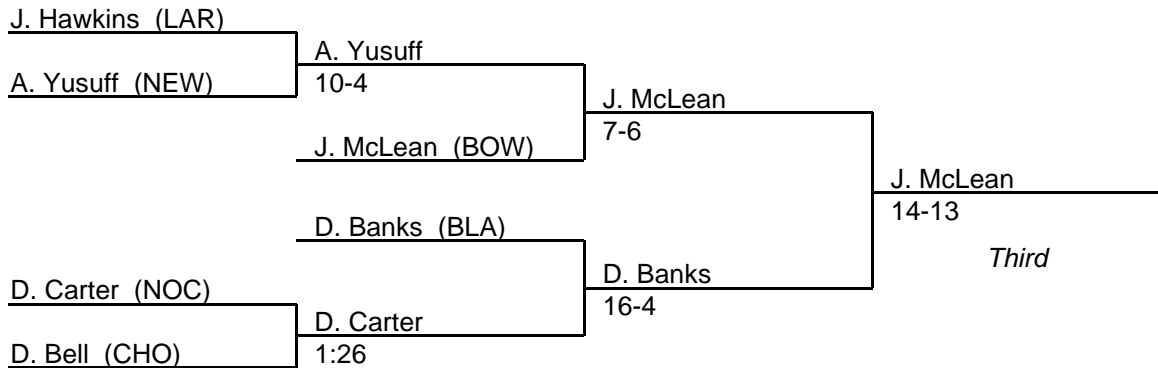 J. Hawkins (LAR)
A. Yusuff (NEW)
A. Yusuff
10-4
J. McLean (BOW)
J. McLean
7-6
J. McLean
14-13
Third
D. Banks (BLA)
D. Banks
16-4
D. Carter (NOC)
D. Carter
1:26
D. Bell (CHO)